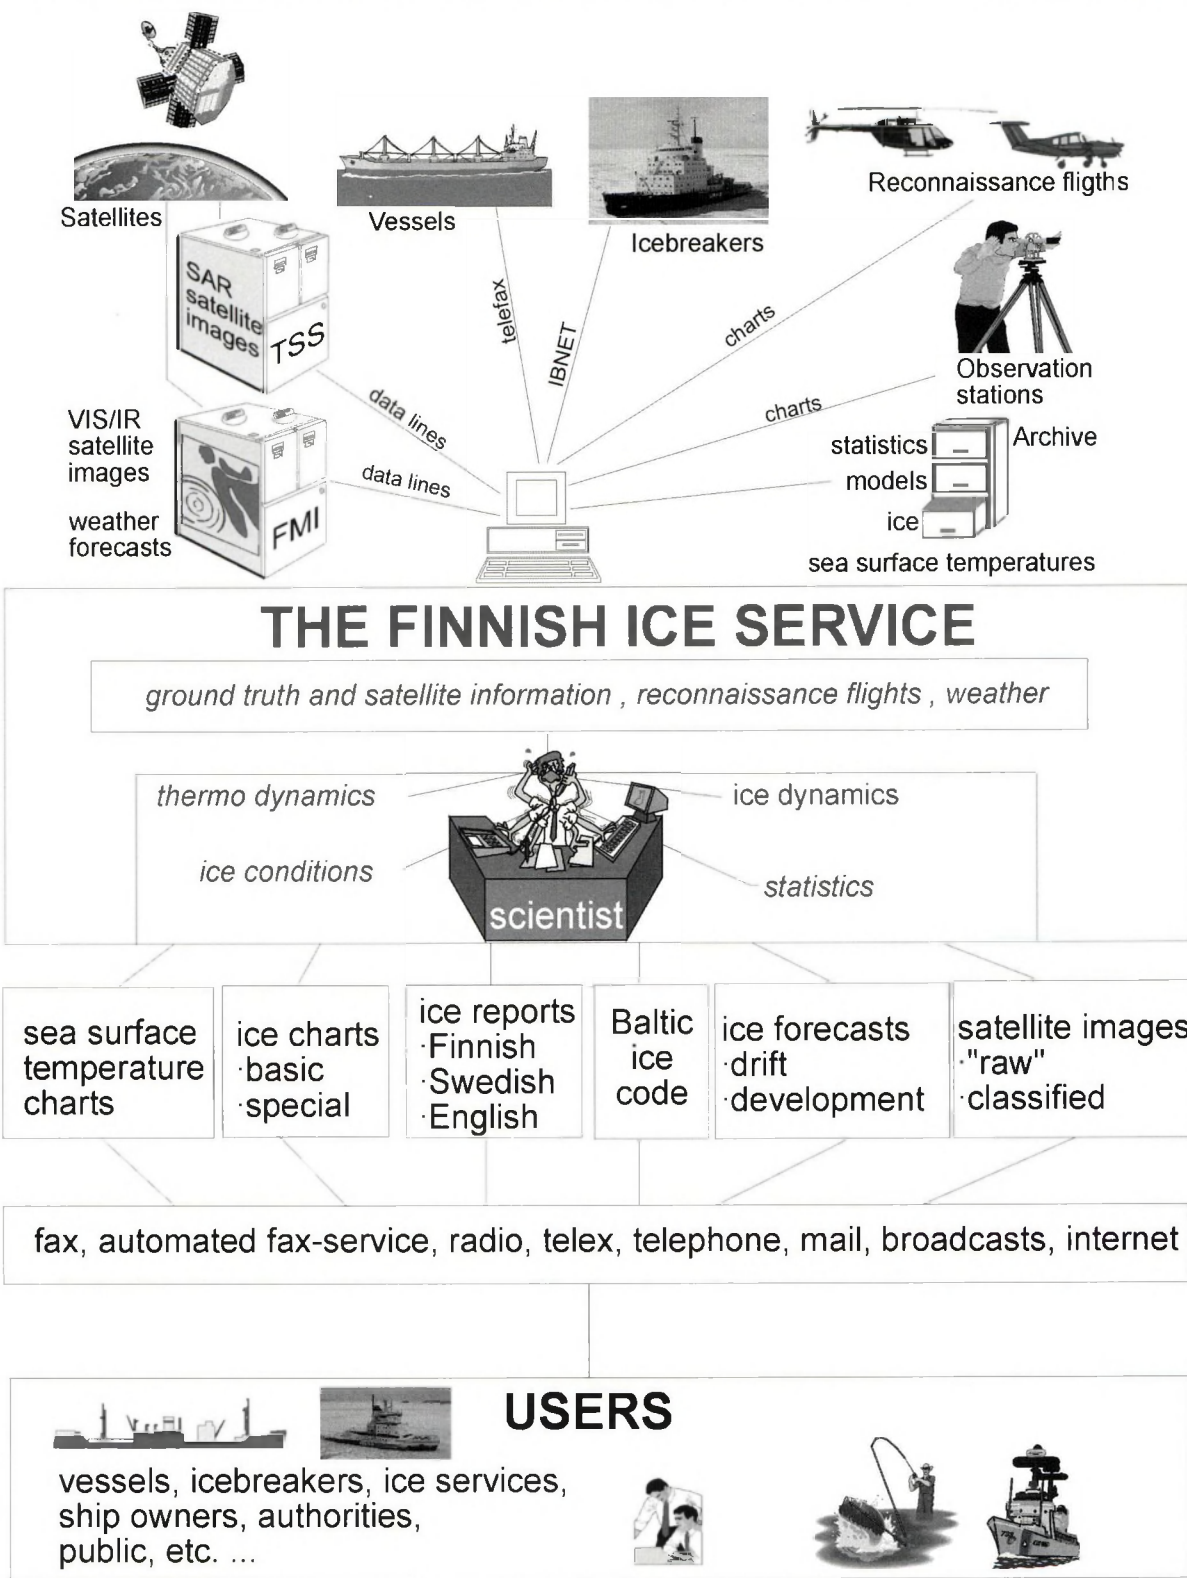 Satellites
Vessels
Icebreakers
Reconnaissance fligths
SAR
satellite
images
TSS
telefax
IBNET
charts
Observation
stations
data lines
charts
VIS/IR
satellite
images
weather
forecasts
FMI
data lines
statistics
Archive
models
ice
sea surface temperatures
THE FINNISH ICE SERVICE
ground truth and satellite information , reconnaissance flights , weather
thermo dynamics
ice dynamics
ice conditions
statistics
scientist
sea surface
temperature
charts
ice charts
·basic
·special
ice reports
·Finnish
·Swedish
·English
Baltic
ice
code
ice forecasts
·drift
·development
satellite images
·"raw"
·classified
fax, automated fax-service, radio, telex, telephone, mail, broadcasts, internet
USERS
vessels, icebreakers, ice services,
ship owners, authorities,
public, etc. ...